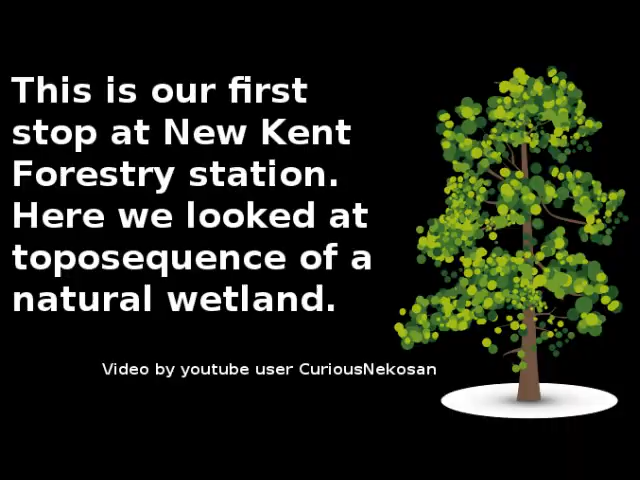 This is our first
stop at New Kent
Forestry station.
Here we looked at
toposequence of a
natural wetland.
Video by youtube user CuriousNekosan